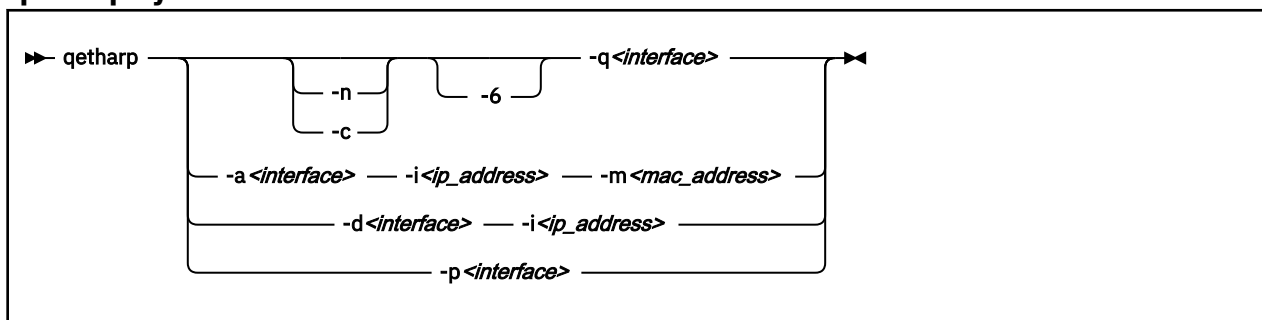 qetharp -q<interface>
-n
-6
-c
-a<interface> -i<ip_address> -m<mac_address>
-d<interface> -i<ip_address>
-p<interface>